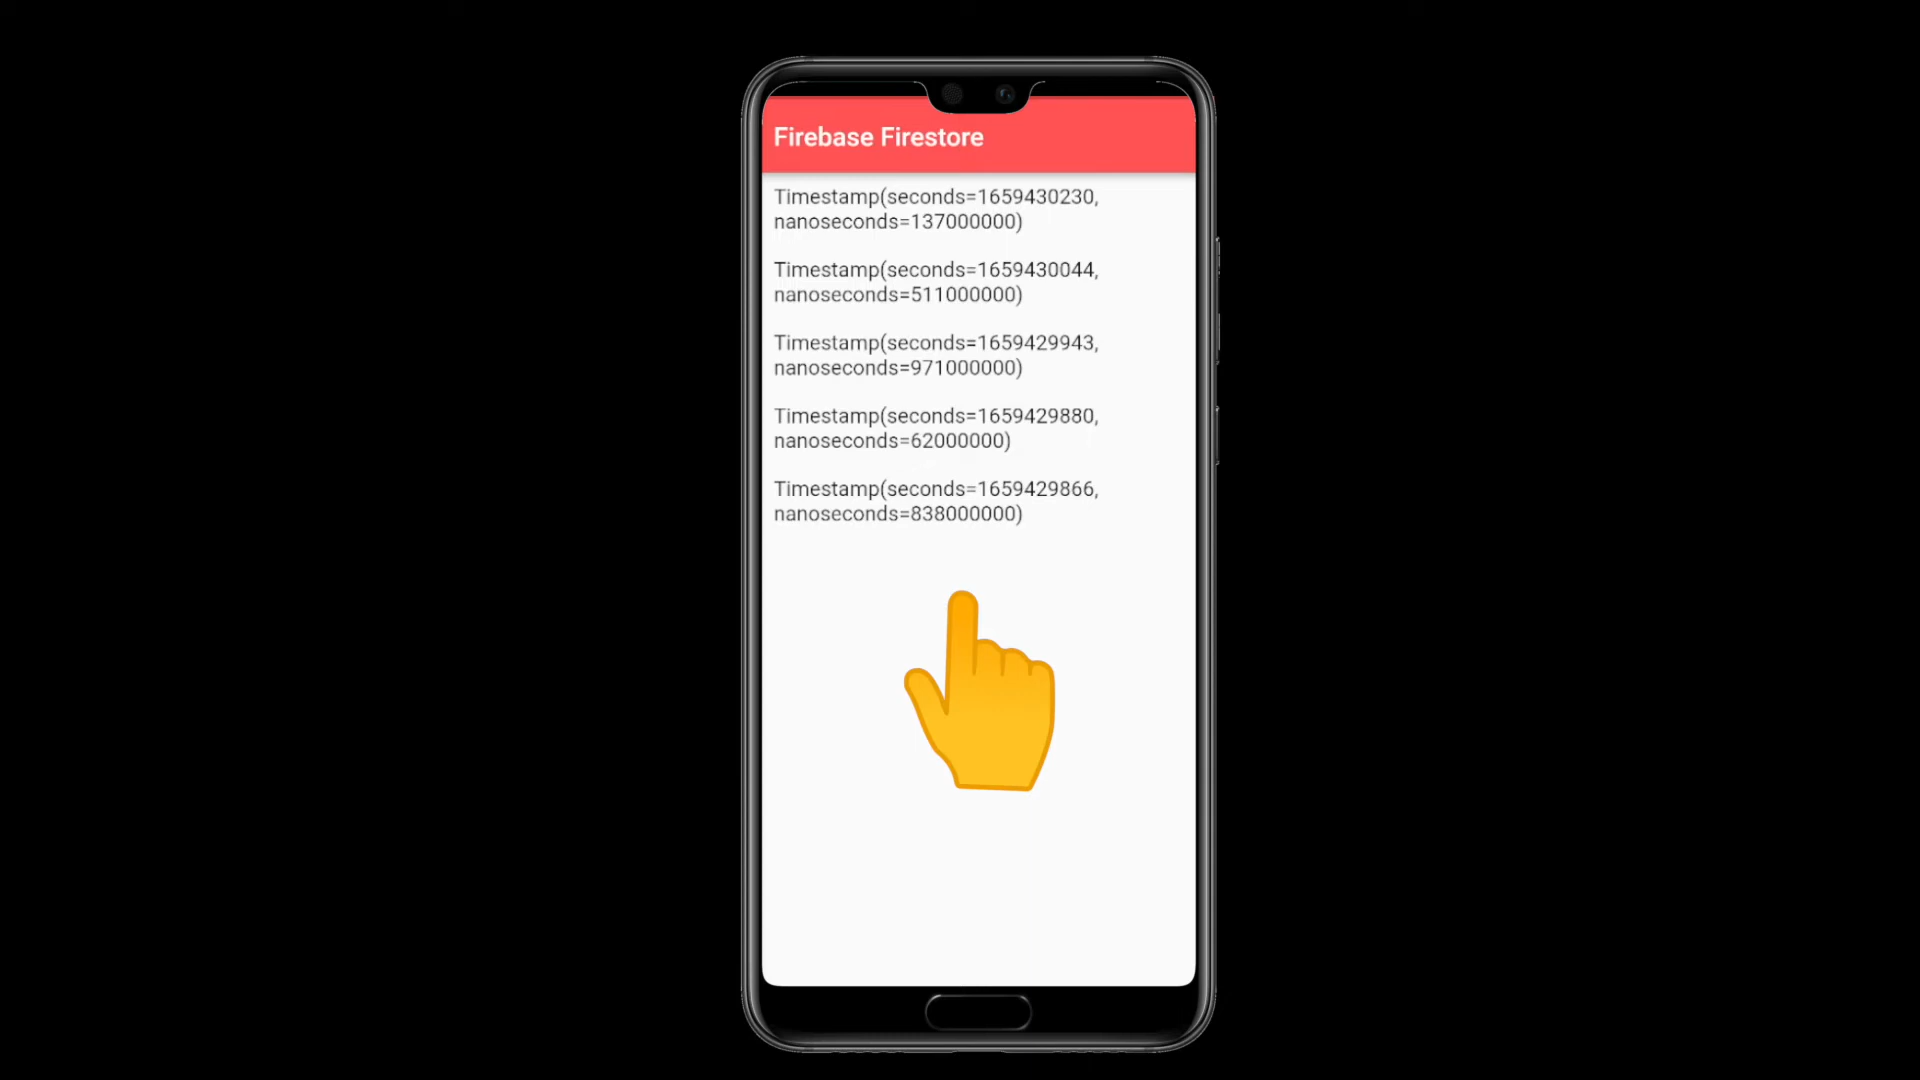 Firebase Firestore
Timestamp(seconds=1659430230,
nanoseconds=137000000)
Timestamp(seconds=1659430044,
nanoseconds=511000000)
Timestamp(seconds=1659429943,
nanoseconds=971000000)
Timestamp(seconds=1659429880,
nanoseconds=62000000)
Timestamp(seconds=1659429866,
nanoseconds=838000000)